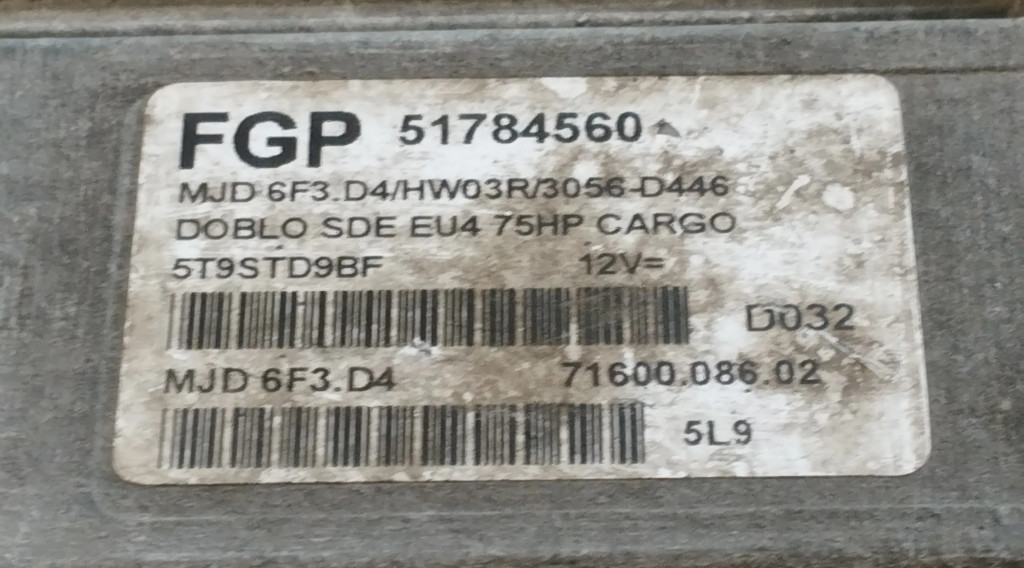 FGP 51784560
MJD 6F3.D4/HW03R/3056-D446
DOBLO SDE EU4 75HP CARGO
5T9STD9BF 12V=
D032
MJD 6F3.D4 71600.086.02
5L9